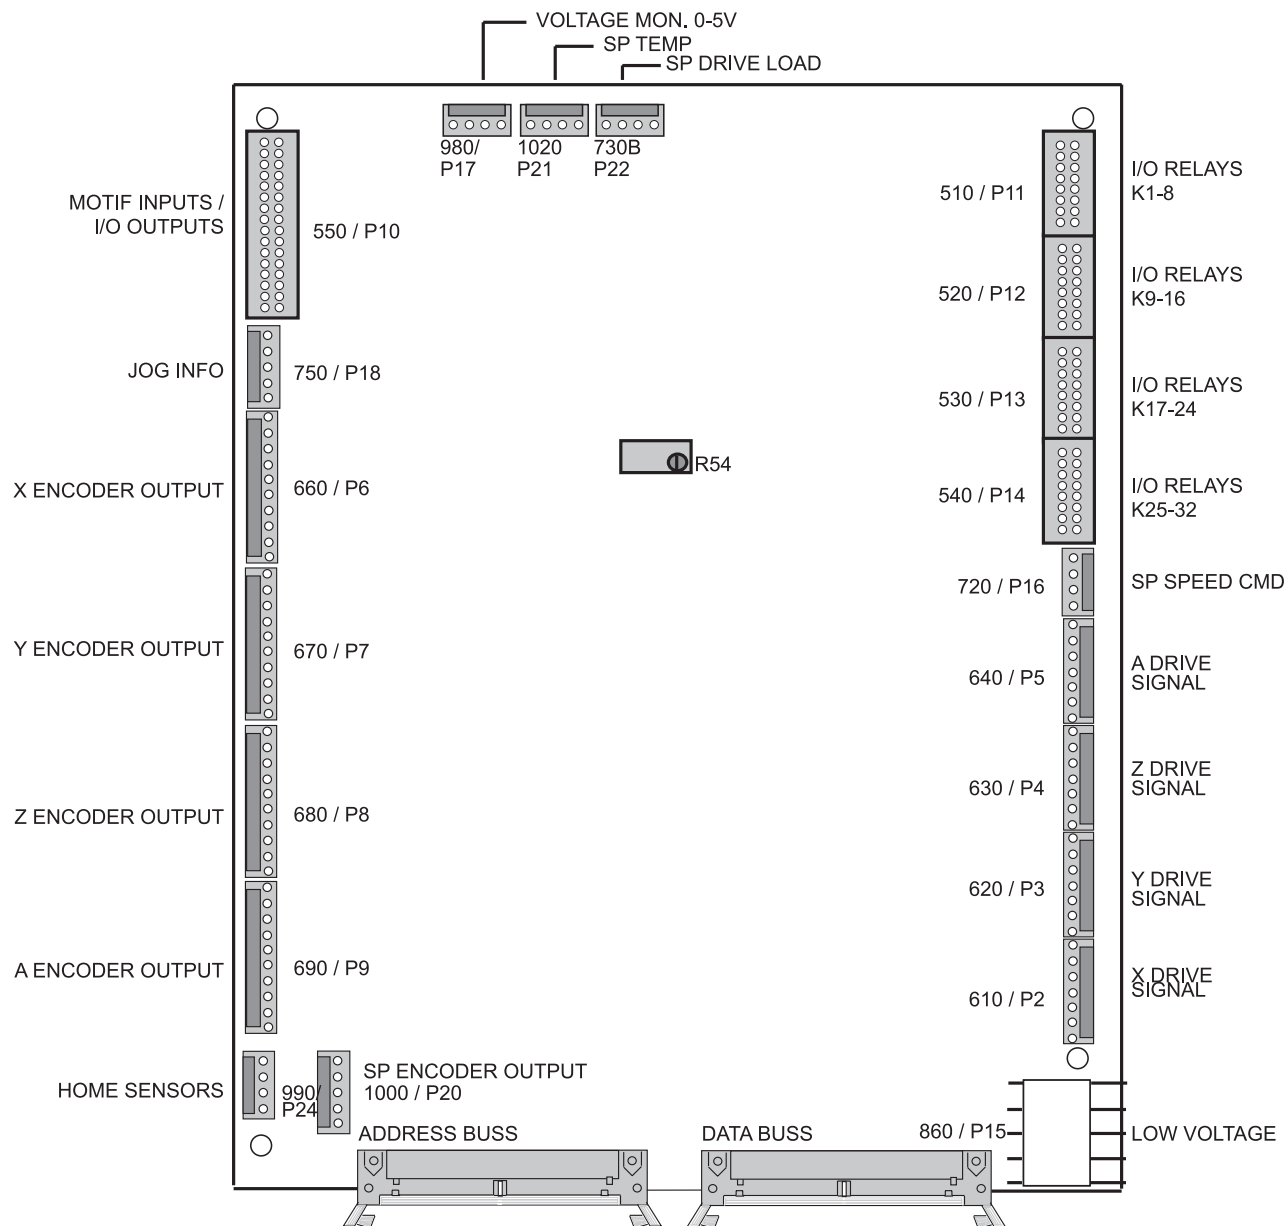 VOLTAGE MON. 0-5V
SP TEMP
SP DRIVE LOAD
980/
P17
1020
P21
730B
P22
MOTIF INPUTS /
I/O OUTPUTS
550 / P10
JOG INFO
750 / P18
X ENCODER OUTPUT
660 / P6
Y ENCODER OUTPUT
670 / P7
Z ENCODER OUTPUT
680 / P8
A ENCODER OUTPUT
690 / P9
HOME SENSORS
990/
P24
SP ENCODER OUTPUT
1000 / P20
ADDRESS BUSS
DATA BUSS
R54
510 / P11
I/O RELAYS
K1-8
520 / P12
I/O RELAYS
K9-16
530 / P13
I/O RELAYS
K17-24
540 / P14
I/O RELAYS
K25-32
720 / P16
SP SPEED CMD
640 / P5
A DRIVE
SIGNAL
630 / P4
Z DRIVE
SIGNAL
620 / P3
Y DRIVE
SIGNAL
610 / P2
X DRIVE
SIGNAL
860 / P15
LOW VOLTAGE